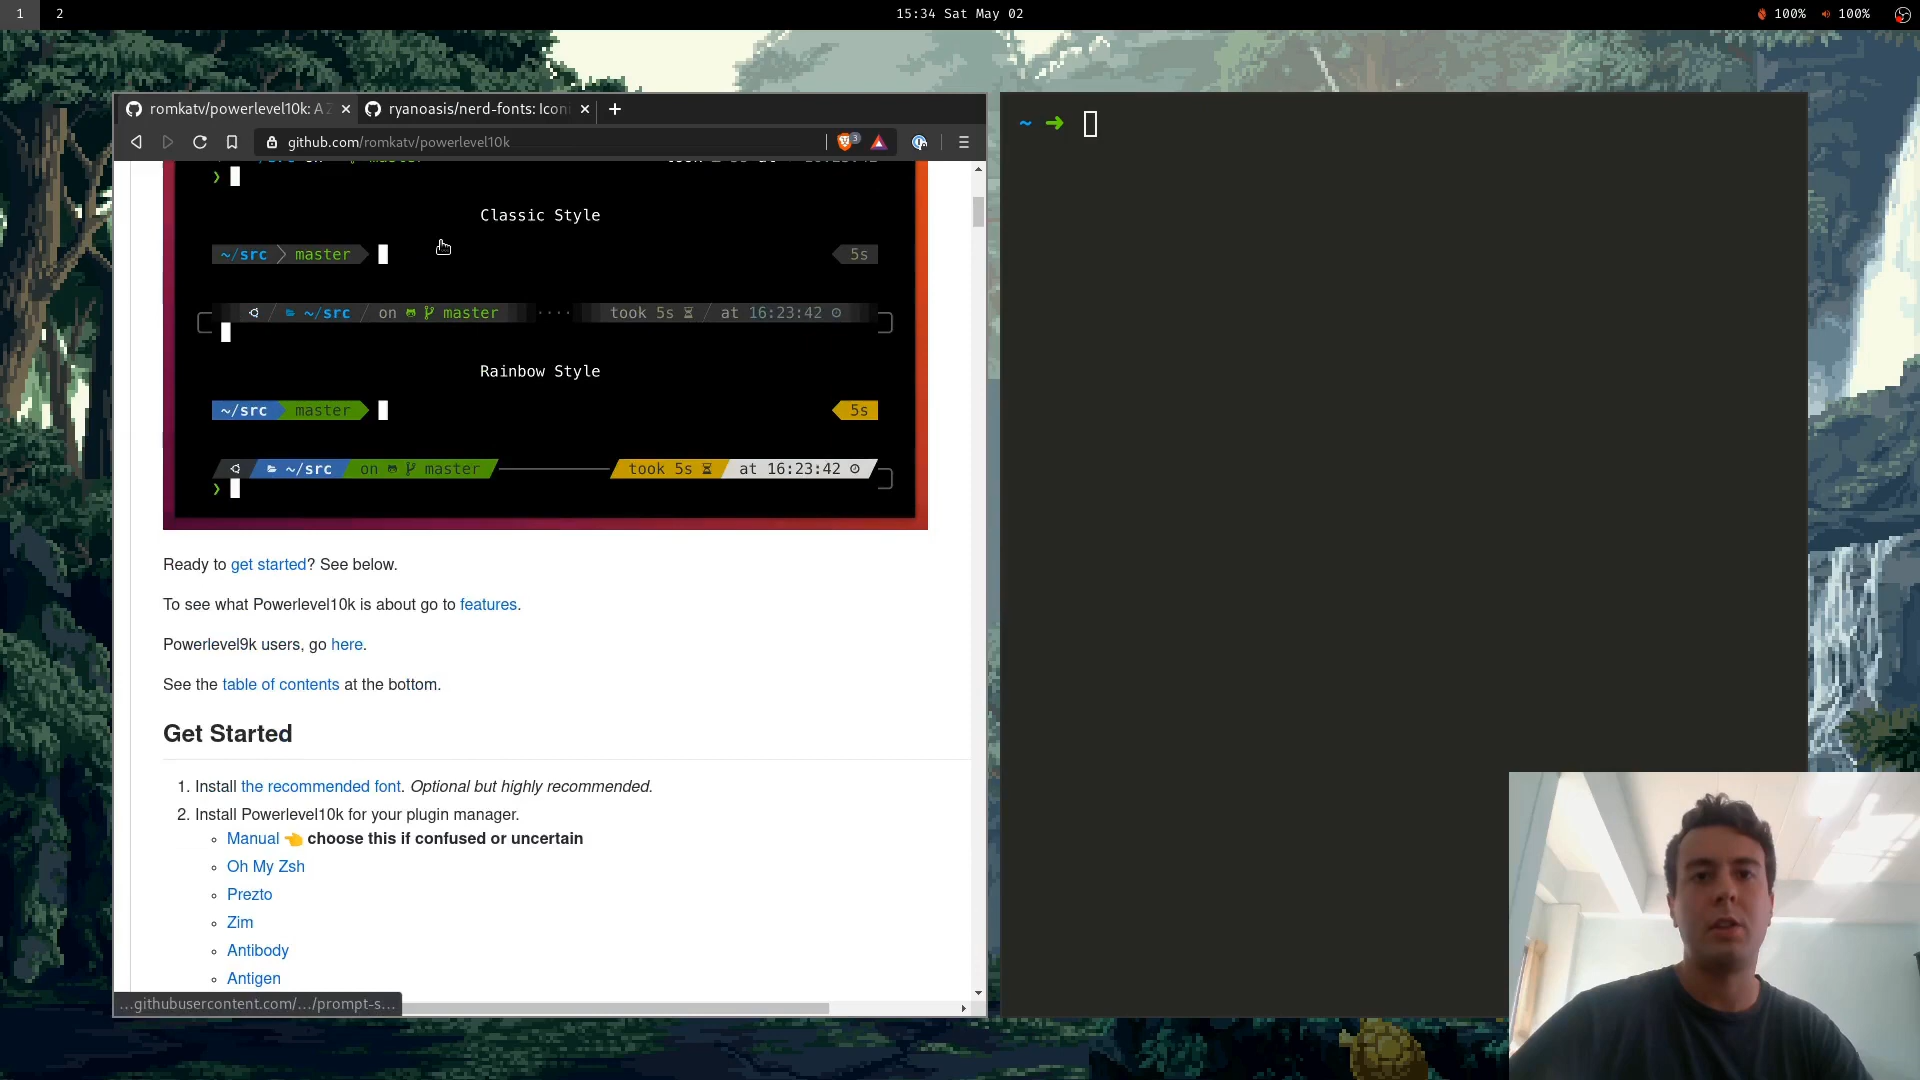 1 2 15:34 Sat May 02 100% 100%
romkatv/powerlevel10k: A Z ryanoasis/nerd-fonts: Iconi
github.com/romkatv/powerlevel10k 3
~ ➜
❯
Classic Style
~/src master 5s
~/src on master ···· took 5s at 16:23:42
Rainbow Style
~/src master 5s
~/src on master took 5s at 16:23:42
❯
Ready to get started? See below.
To see what Powerlevel10k is about go to features.
Powerlevel9k users, go here.
See the table of contents at the bottom.
Get Started
1. Install the recommended font. Optional but highly recommended.
2. Install Powerlevel10k for your plugin manager.
Manual 👈 choose this if confused or uncertain
Oh My Zsh
Prezto
Zim
Antibody
Antigen
...githubusercontent.com/.../prompt-s...